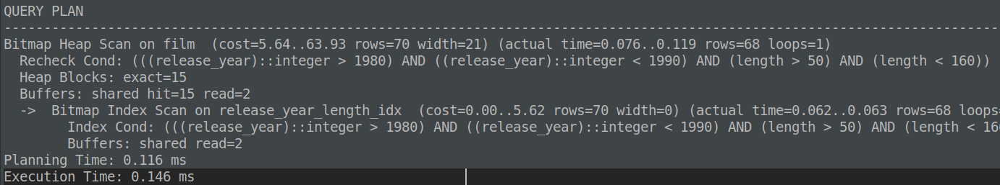 QUERY PLAN
--------------------------------------------------------------------------------------------------------------------------------
Bitmap Heap Scan on film  (cost=5.64..63.93 rows=70 width=21) (actual time=0.076..0.119 rows=68 loops=1)
  Recheck Cond: (((release_year)::integer > 1980) AND ((release_year)::integer < 1990) AND (length > 50) AND (length < 160))
  Heap Blocks: exact=15
  Buffers: shared hit=15 read=2
  ->  Bitmap Index Scan on release_year_length_idx  (cost=0.00..5.62 rows=70 width=0) (actual time=0.062..0.063 rows=68 loops=
        Index Cond: (((release_year)::integer > 1980) AND ((release_year)::integer < 1990) AND (length > 50) AND (length < 16
        Buffers: shared read=2
Planning Time: 0.116 ms
Execution Time: 0.146 ms